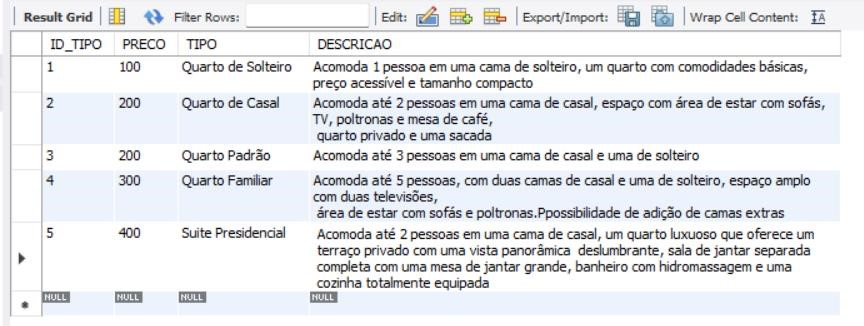 Result Grid Filter Rows: Edit: Export/Import: Wrap Cell Content:
ID_TIPO PRECO TIPO DESCRICAO
1 100 Quarto de Solteiro Acomoda 1 pessoa em uma cama de solteiro, um quarto com comodidades básicas,
preço acessível e tamanho compacto
2 200 Quarto de Casal Acomoda até 2 pessoas em uma cama de casal, espaço com área de estar com sofás,
TV, poltronas e mesa de café,
quarto privado e uma sacada
3 200 Quarto Padrão Acomoda até 3 pessoas em uma cama de casal e uma de solteiro
4 300 Quarto Familiar Acomoda até 5 pessoas, com duas camas de casal e uma de solteiro, espaço amplo
com duas televisões,
área de estar com sofás e poltronas.Ppossibilidade de adição de camas extras
5 400 Suite Presidencial Acomoda até 2 pessoas em uma cama de casal, um quarto luxuoso que oferece um
terraço privado com uma vista panorâmica deslumbrante, sala de jantar separada
completa com uma mesa de jantar grande, banheiro com hidromassagem e uma
cozinha totalmente equipada
NULL NULL NULL NULL